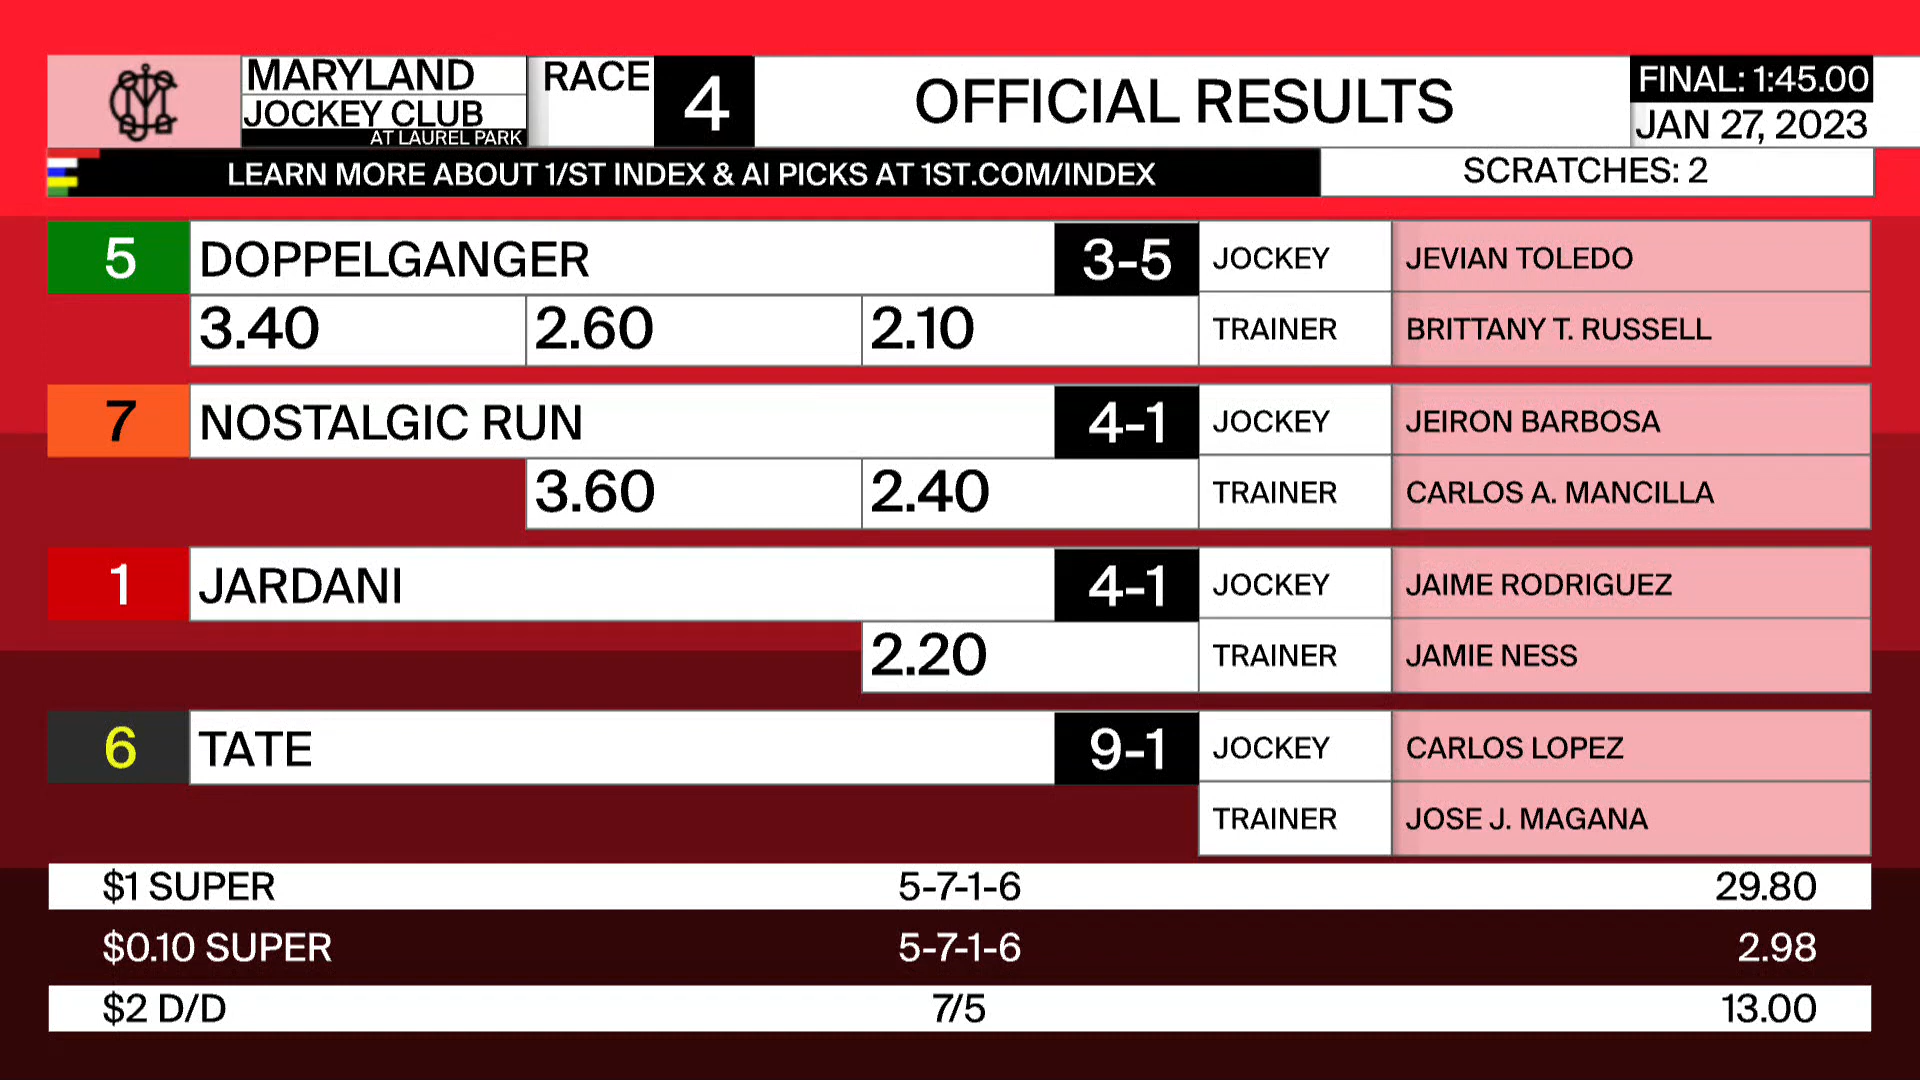 MARYLAND
JOCKEY CLUB
AT LAUREL PARK
RACE 4
OFFICIAL RESULTS
FINAL: 1:45.00
JAN 27, 2023
LEARN MORE ABOUT 1/ST INDEX & AI PICKS AT 1ST.COM/INDEX
SCRATCHES: 2
5 DOPPELGANGER 3-5 JOCKEY JEVIAN TOLEDO
3.40 2.60 2.10 TRAINER BRITTANY T. RUSSELL
7 NOSTALGIC RUN 4-1 JOCKEY JEIRON BARBOSA
3.60 2.40 TRAINER CARLOS A. MANCILLA
1 JARDANI 4-1 JOCKEY JAIME RODRIGUEZ
2.20 TRAINER JAMIE NESS
6 TATE 9-1 JOCKEY CARLOS LOPEZ
TRAINER JOSE J. MAGANA
$1 SUPER 5-7-1-6 29.80
$0.10 SUPER 5-7-1-6 2.98
$2 D/D 7/5 13.00